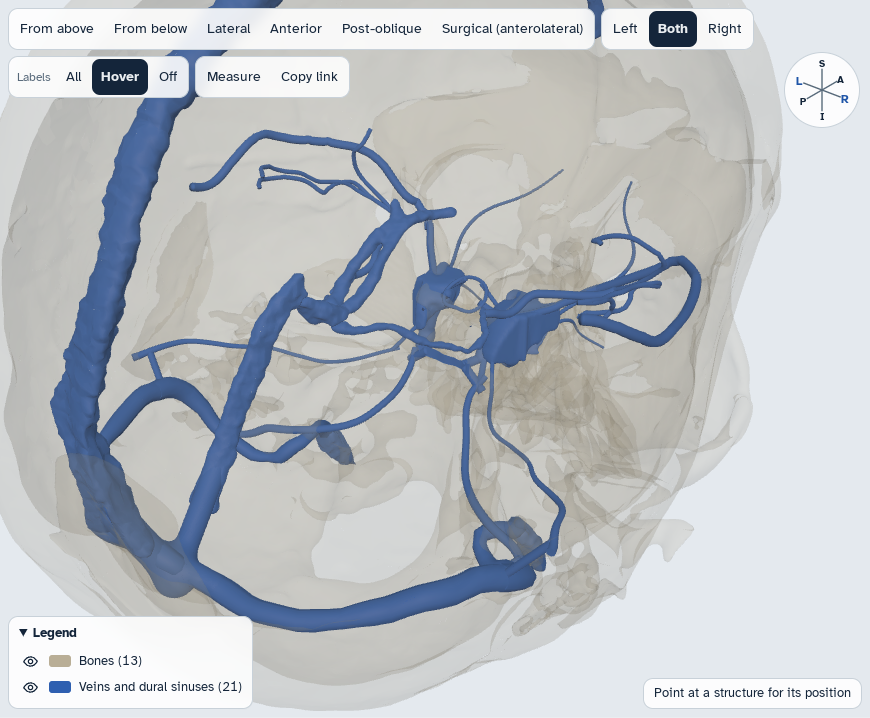 From above From below Lateral Anterior Post-oblique Surgical (anterolateral) Left Both Right
Labels All Hover Off Measure Copy link
S
L A
P R
I
▼ Legend
Bones (13)
Veins and dural sinuses (21)
Point at a structure for its position